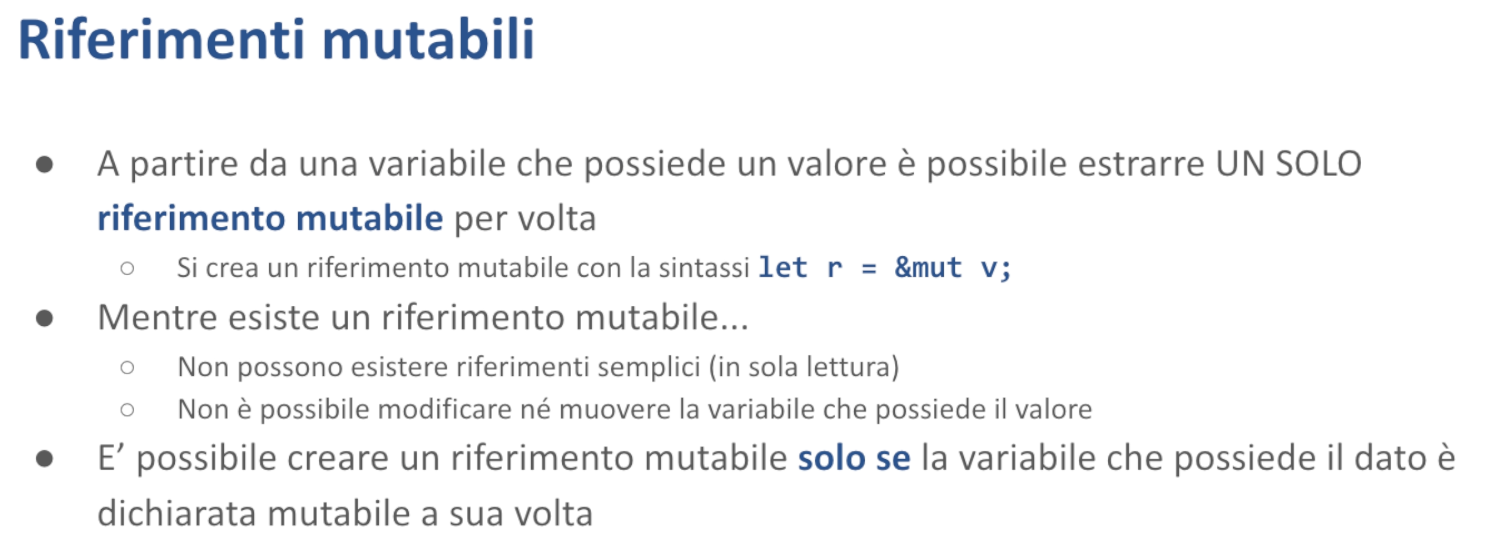 Riferimenti mutabili
● A partire da una variabile che possiede un valore è possibile estrarre UN SOLO
riferimento mutabile per volta
○ Si crea un riferimento mutabile con la sintassi let r = &mut v;
● Mentre esiste un riferimento mutabile...
○ Non possono esistere riferimenti semplici (in sola lettura)
○ Non è possibile modificare né muovere la variabile che possiede il valore
● E’ possibile creare un riferimento mutabile solo se la variabile che possiede il dato è
dichiarata mutabile a sua volta